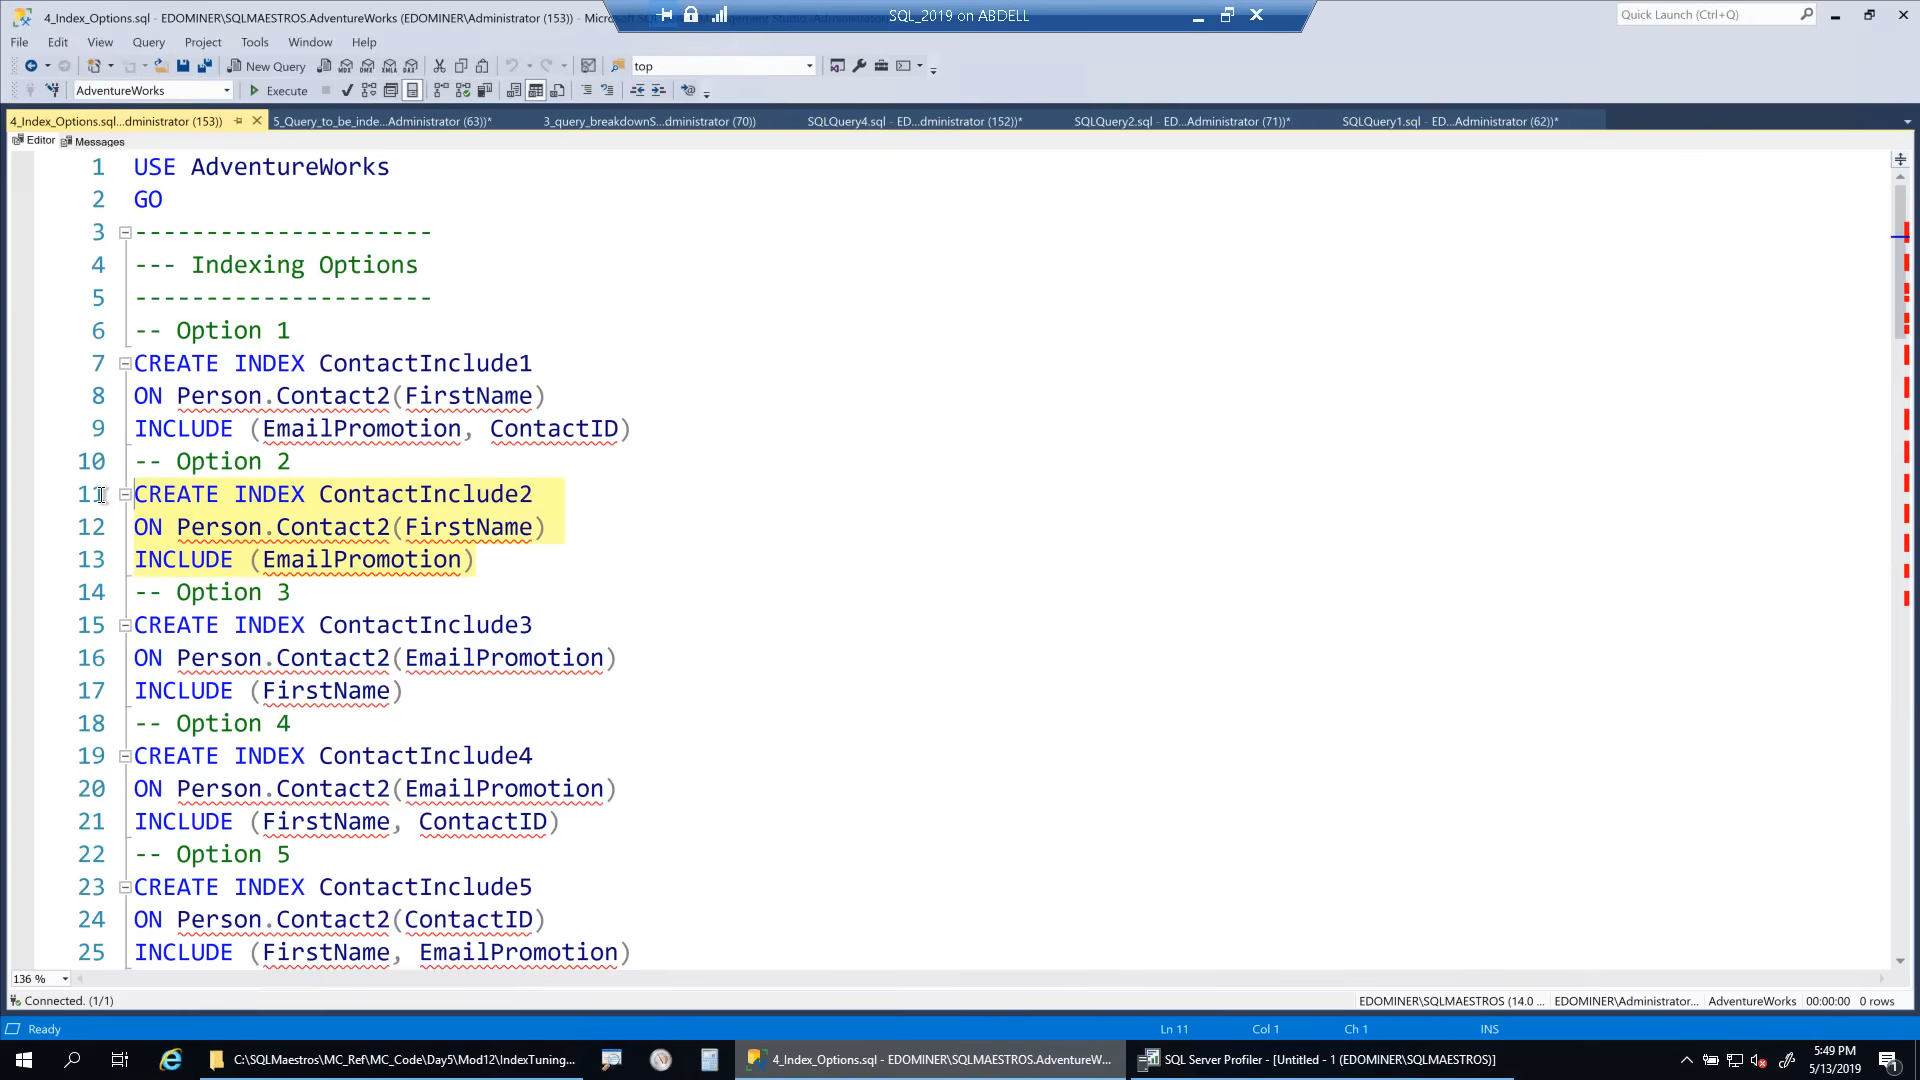 4_Index_Options.sql - EDOMINER\SQLMAESTROS.AdventureWorks (EDOMINER\Administrator (153)) - Micros
SQL_2019 on ABDELL
Quick Launch (Ctrl+Q)
File Edit View Query Project Tools Window Help
New Query
top
AdventureWorks
Execute
4_Index_Options.sql...dministrator (153))
5_Query_to_be_inde...Administrator (63))*
3_query_breakdownS...dministrator (70))
SQLQuery4.sql - ED...dministrator (152))*
SQLQuery2.sql - ED...Administrator (71))*
SQLQuery1.sql - ED...Administrator (62))*
Editor Messages
1 USE AdventureWorks
2 GO
3 ---------------------
4 --- Indexing Options
5 ---------------------
6 -- Option 1
7 CREATE INDEX ContactInclude1
8 ON Person.Contact2(FirstName)
9 INCLUDE (EmailPromotion, ContactID)
10 -- Option 2
11 CREATE INDEX ContactInclude2
12 ON Person.Contact2(FirstName)
13 INCLUDE (EmailPromotion)
14 -- Option 3
15 CREATE INDEX ContactInclude3
16 ON Person.Contact2(EmailPromotion)
17 INCLUDE (FirstName)
18 -- Option 4
19 CREATE INDEX ContactInclude4
20 ON Person.Contact2(EmailPromotion)
21 INCLUDE (FirstName, ContactID)
22 -- Option 5
23 CREATE INDEX ContactInclude5
24 ON Person.Contact2(ContactID)
25 INCLUDE (FirstName, EmailPromotion)
136 %
Connected. (1/1)
EDOMINER\SQLMAESTROS (14.0 ... EDOMINER\Administrator... AdventureWorks 00:00:00 0 rows
Ready
Ln 11 Col 1 Ch 1 INS
C:\SQLMaestros\MC_Ref\MC_Code\Day5\Mod12\IndexTuning...
4_Index_Options.sql - EDOMINER\SQLMAESTROS.AdventureW...
SQL Server Profiler - [Untitled - 1 (EDOMINER\SQLMAESTROS)]
5:49 PM
5/13/2019
1